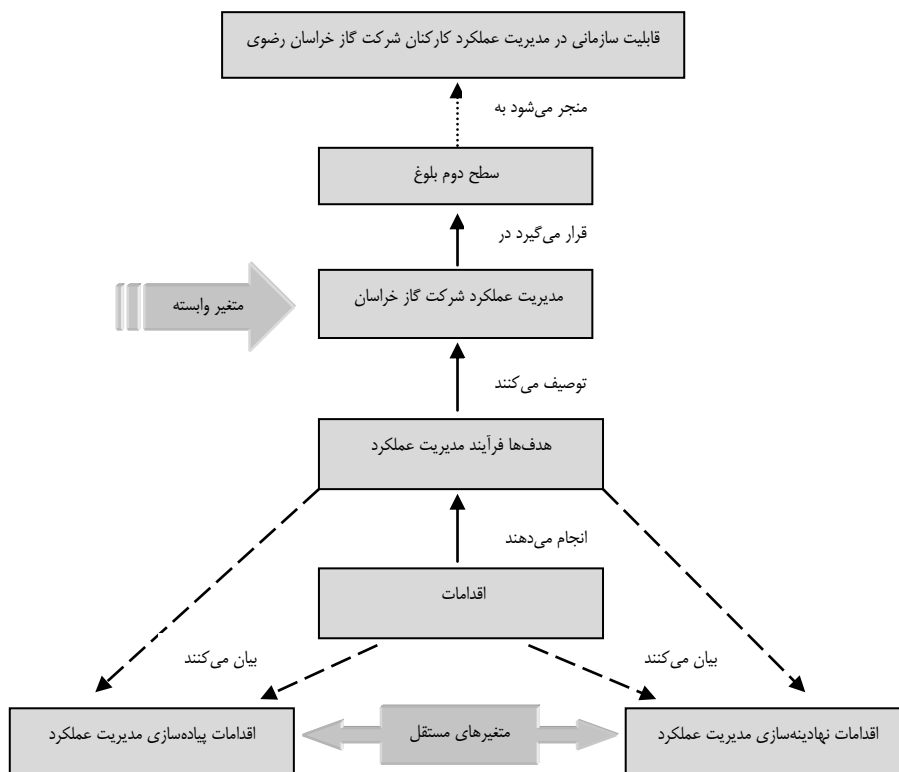 قابلیت سازمانی در مدیریت عملکرد کارکنان شرکت گاز خراسان رضوی
منجر می‌شود به
سطح دوم بلوغ
قرار می‌گیرد در
مدیریت عملکرد شرکت گاز خراسان
متغیر وابسته
توصیف می‌کنند
هدف‌ها فرآیند مدیریت عملکرد
انجام می‌دهند
اقدامات
بیان می‌کنند
بیان می‌کنند
اقدامات نهادینه‌سازی مدیریت عملکرد
متغیرهای مستقل
اقدامات پیاده‌سازی مدیریت عملکرد